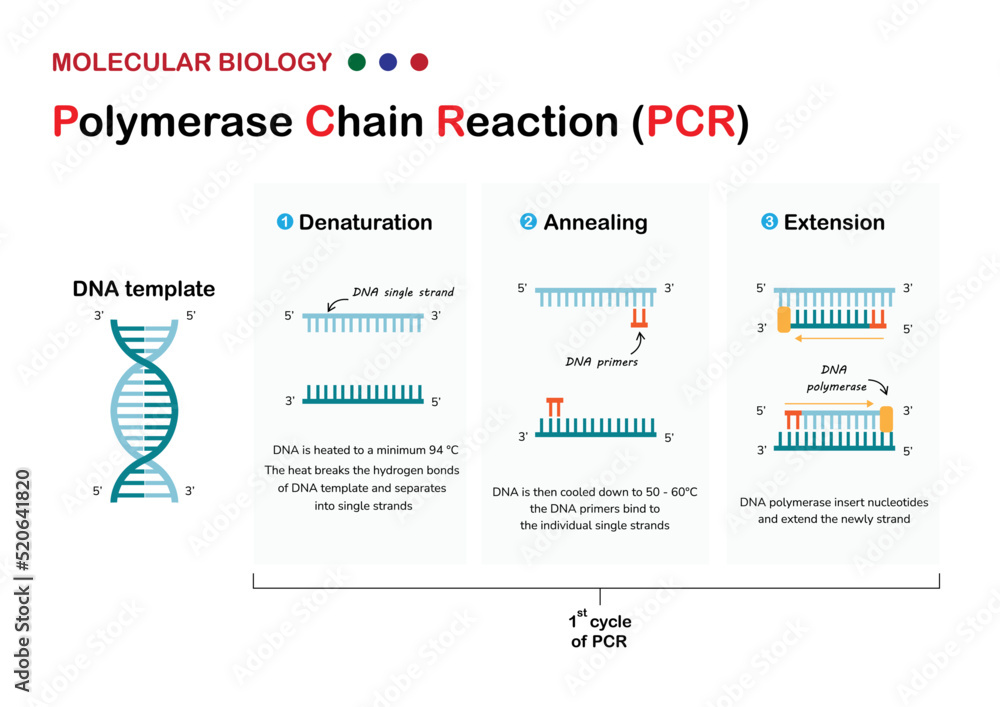 MOLECULAR BIOLOGY
Polymerase Chain Reaction (PCR)
DNA template
3’ 5’
5’ 3’
1 Denaturation
DNA single strand
5’ 3’
3’ 5’
DNA is heated to a minimum 94 °C
The heat breaks the hydrogen bonds
of DNA template and separates
into single strands
2 Annealing
5’ 3’
DNA primers
3’ 5’
DNA is then cooled down to 50 - 60°C
the DNA primers bind to
the individual single strands
3 Extension
5’ 3’
3’ 5’
DNA
polymerase
5’ 3’
3’ 5’
DNA polymerase insert nucleotides
and extend the newly strand
1st cycle
of PCR
Adobe Stock | #520641820
Adobe Stock